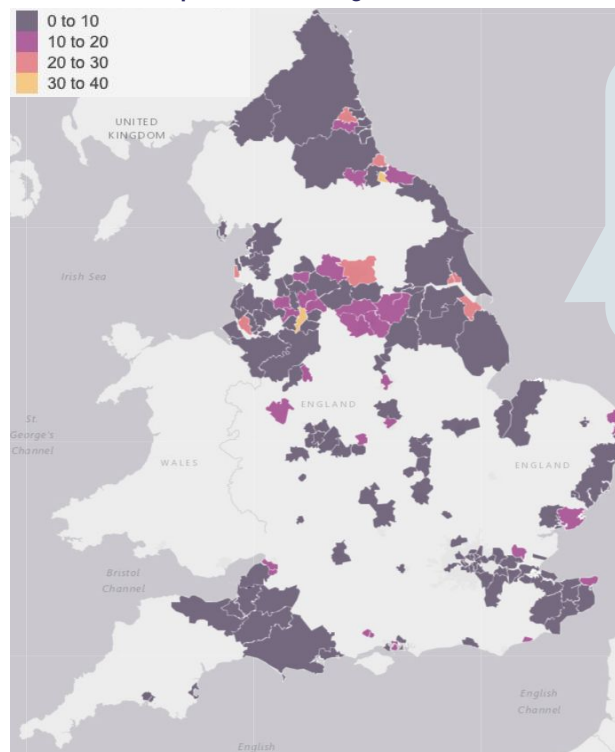 0 to 10
10 to 20
20 to 30
30 to 40
UNITED
KINGDOM
Irish Sea
ENGLAND
St.
George's
Channel
WALES
ENGLAND
Bristol
Channel
English
Channel
English